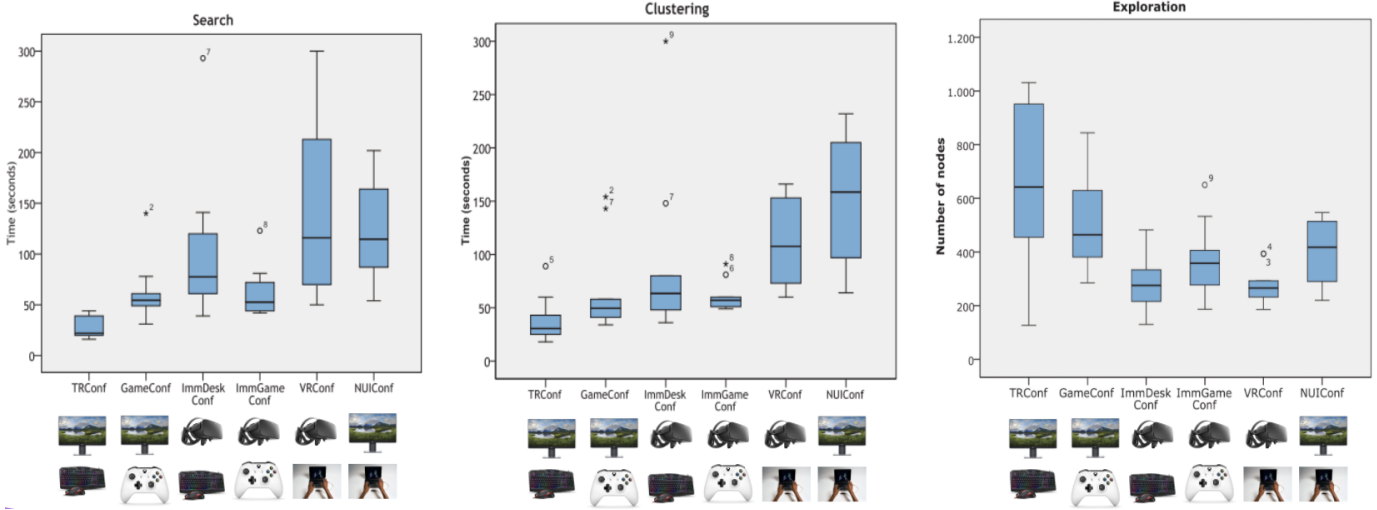 Search
Time (seconds)
300
250
200
150
100
50
0
7
2
8
TRConf GameConf ImmDesk ImmGame VRConf NUIConf
Conf Conf
Clustering
Time (seconds)
300
250
200
150
100
50
0
9
2
7
7
5
8
6
TRConf GameConf ImmDesk ImmGame VRConf NUIConf
Conf Conf
Exploration
Number of nodes
1.200
1.000
800
600
400
200
0
9
4
3
TRConf GameConf ImmDesk ImmGame VRConf NUIConf
Conf Conf